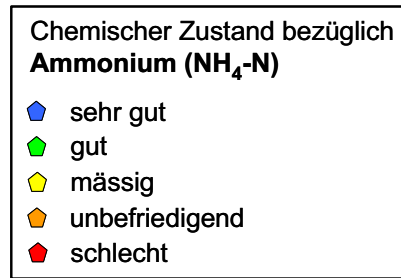 Chemischer Zustand bezüglich
Ammonium (NH₄-N)
sehr gut
gut
mässig
unbefriedigend
schlecht